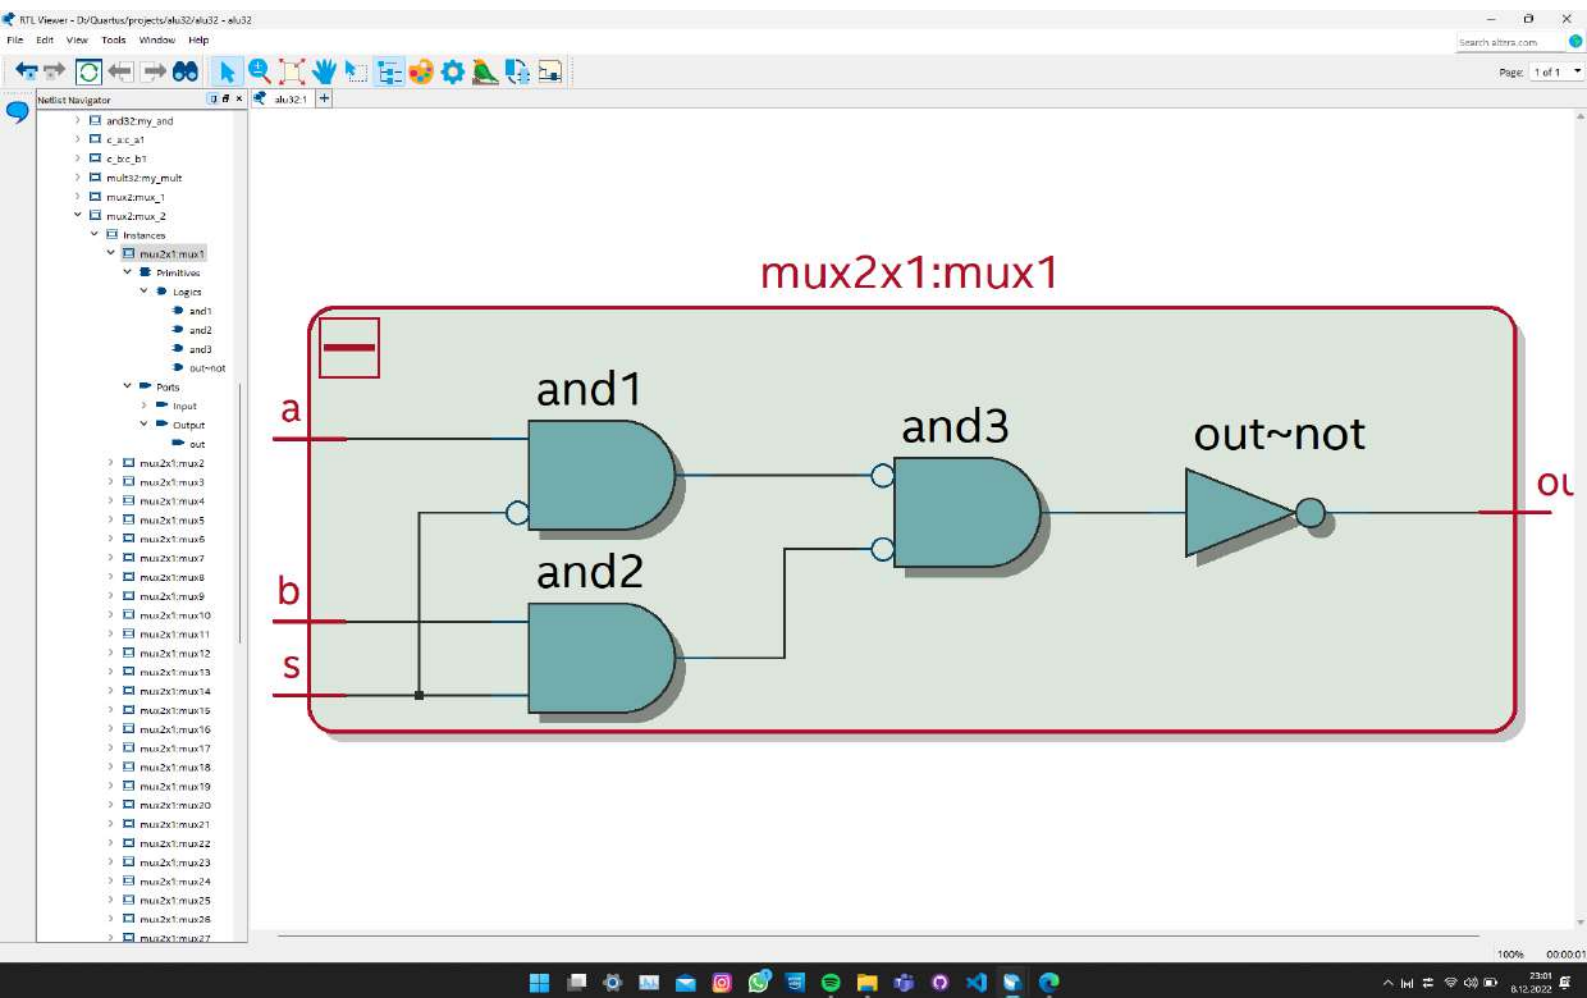 RTL Viewer - D:/Quartus/projects/alu32/alu32 - alu32
File Edit View Tools Window Help
Search altera.com
Page: 1 of 1
Netlist Navigator
alu32:1
and32:my_and
c_a:c_a1
c_b:c_b1
mult32:my_mult
mux2:mux_1
mux2:mux_2
Instances
mux2x1:mux1
Primitives
Logics
and1
and2
and3
out~not
Ports
Input
Output
out
mux2x1:mux2
mux2x1:mux3
mux2x1:mux4
mux2x1:mux5
mux2x1:mux6
mux2x1:mux7
mux2x1:mux8
mux2x1:mux9
mux2x1:mux10
mux2x1:mux11
mux2x1:mux12
mux2x1:mux13
mux2x1:mux14
mux2x1:mux15
mux2x1:mux16
mux2x1:mux17
mux2x1:mux18
mux2x1:mux19
mux2x1:mux20
mux2x1:mux21
mux2x1:mux22
mux2x1:mux23
mux2x1:mux24
mux2x1:mux25
mux2x1:mux26
mux2x1:mux27
mux2x1:mux1
and1
a
and3
out~not
ou
and2
b
s
100% 00:00:01
23:01
8.12.2022